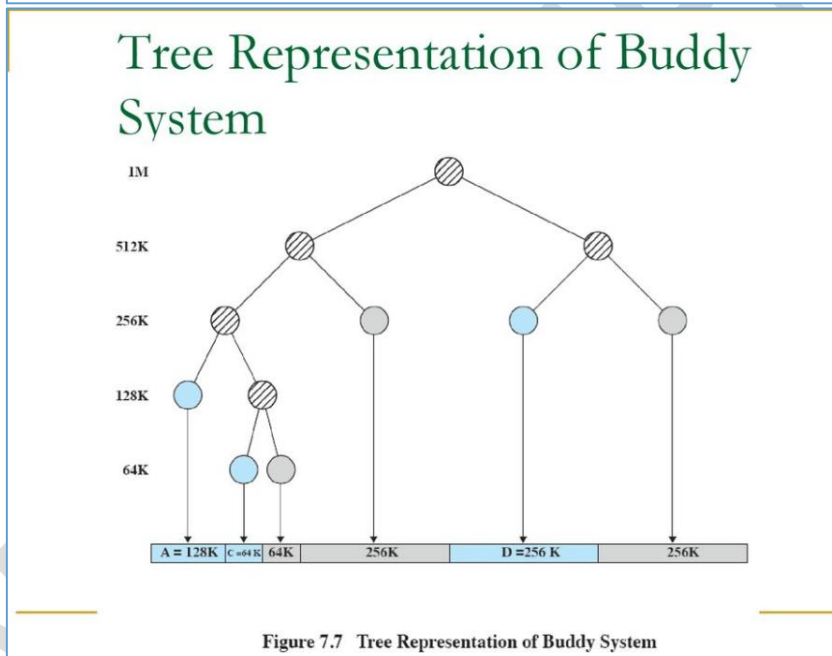 Tree Representation of Buddy
System
1M
512K
256K
128K
64K
A = 128K C =64 K 64K 256K D =256 K 256K
Figure 7.7 Tree Representation of Buddy System